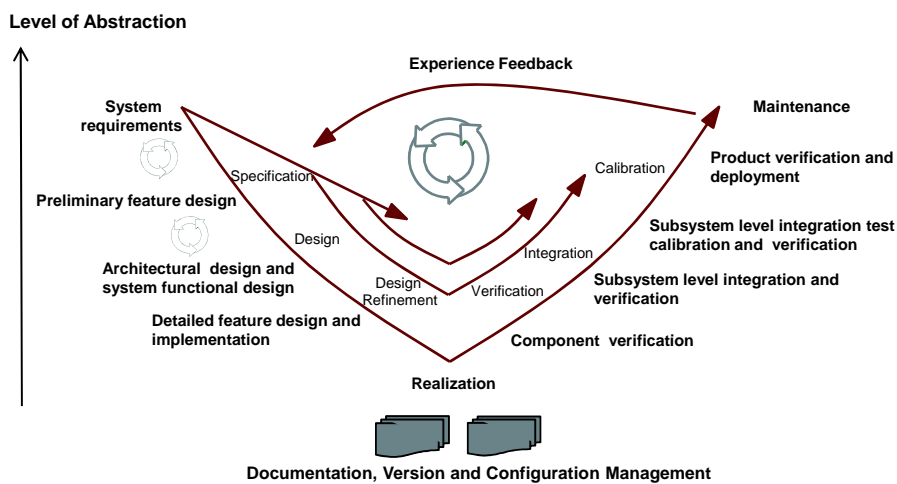 Level of Abstraction
Experience Feedback
System
requirements
Maintenance
Specification
Calibration
Product verification and
deployment
Preliminary feature design
Design
Subsystem level integration test
calibration and verification
Integration
Architectural design and
system functional design
Design
Refinement
Verification
Subsystem level integration and
verification
Detailed feature design and
implementation
Component verification
Realization
Documentation, Version and Configuration Management